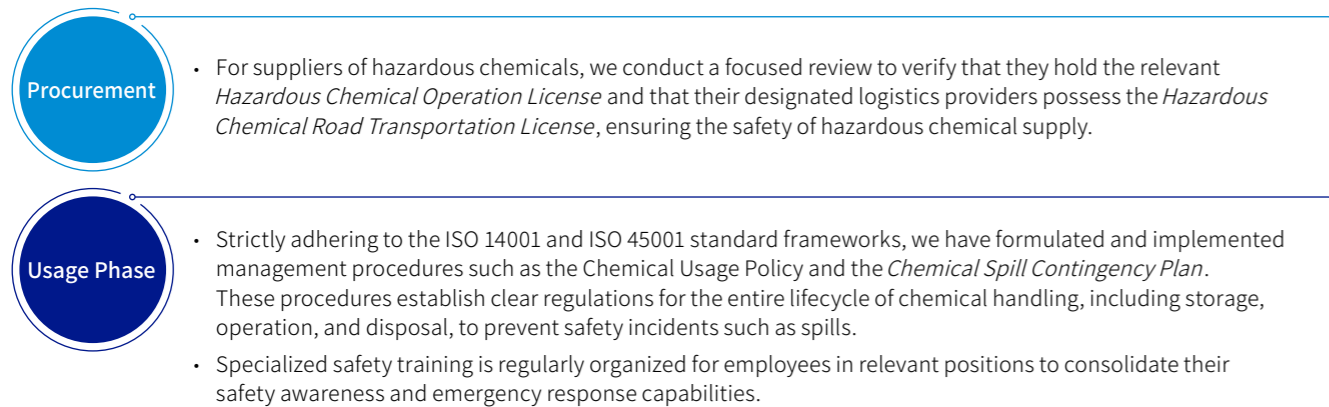 Procurement
• For suppliers of hazardous chemicals, we conduct a focused review to verify that they hold the relevant
Hazardous Chemical Operation License and that their designated logistics providers possess the Hazardous
Chemical Road Transportation License, ensuring the safety of hazardous chemical supply.
Usage Phase
• Strictly adhering to the ISO 14001 and ISO 45001 standard frameworks, we have formulated and implemented
management procedures such as the Chemical Usage Policy and the Chemical Spill Contingency Plan.
These procedures establish clear regulations for the entire lifecycle of chemical handling, including storage,
operation, and disposal, to prevent safety incidents such as spills.
• Specialized safety training is regularly organized for employees in relevant positions to consolidate their
safety awareness and emergency response capabilities.